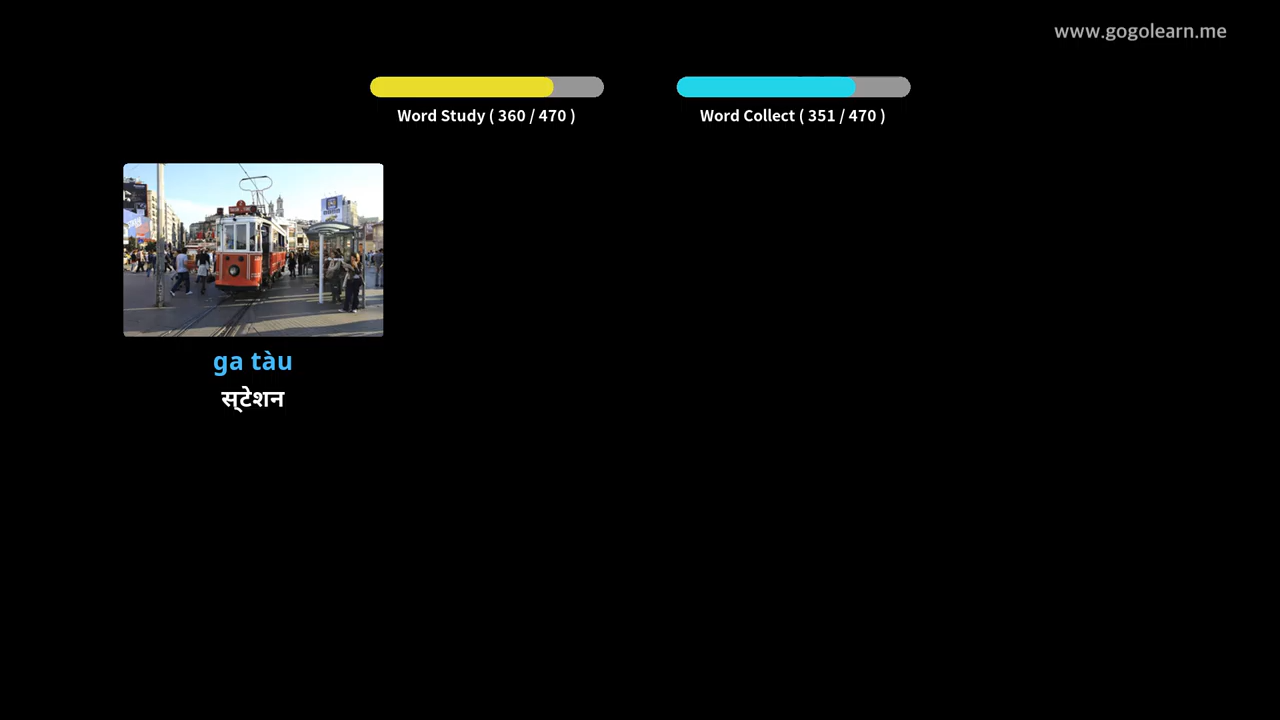 www.gogolearn.me
Word Study ( 360 / 470 )
Word Collect ( 351 / 470 )
ga tàu
स्टेशन